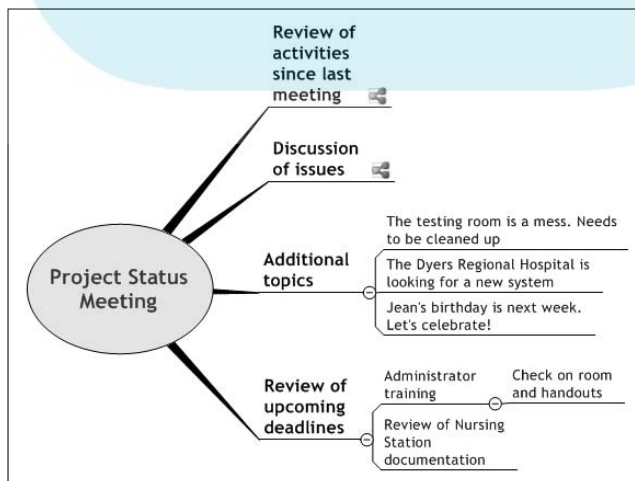 Review of
activities
since last
meeting
Discussion
of issues
Project Status
Meeting
Additional
topics
The testing room is a mess. Needs
to be cleaned up
The Dyers Regional Hospital is
looking for a new system
Jean's birthday is next week.
Let's celebrate!
Review of
upcoming
deadlines
Administrator
training
Check on room
and handouts
Review of Nursing
Station
documentation